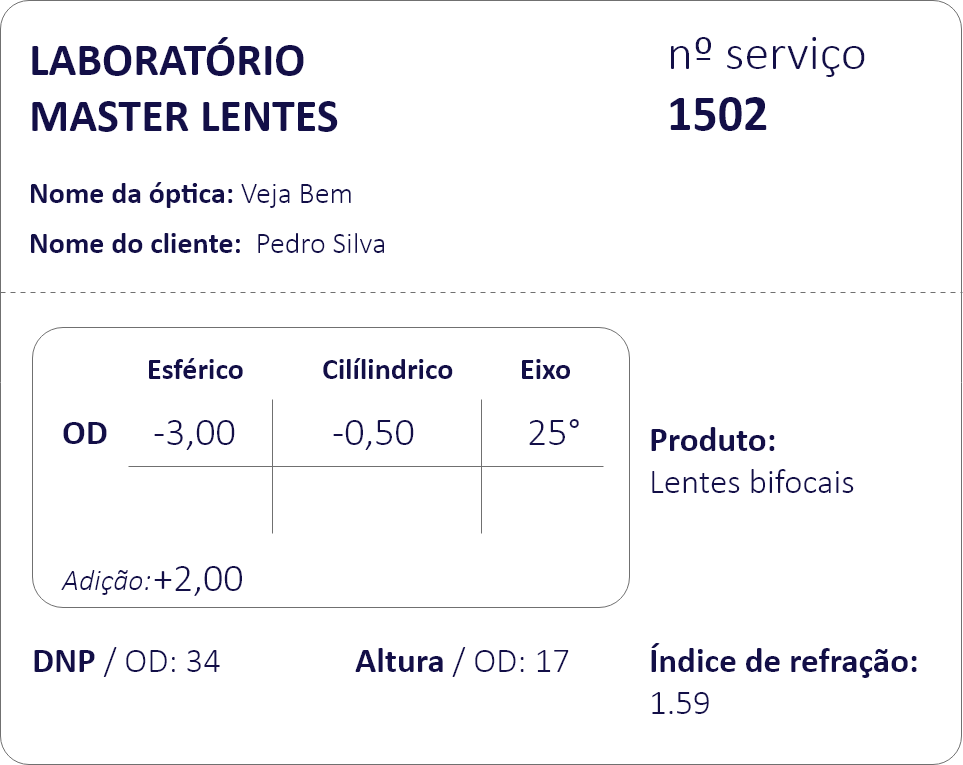 LABORATÓRIO
MASTER LENTES
nº serviço
1502
Nome da óptica: Veja Bem
Nome do cliente: Pedro Silva
Esférico Cilílindrico Eixo
OD -3,00 -0,50 25°
Adição:+2,00
Produto:
Lentes bifocais
DNP / OD: 34 Altura / OD: 17
Índice de refração:
1.59